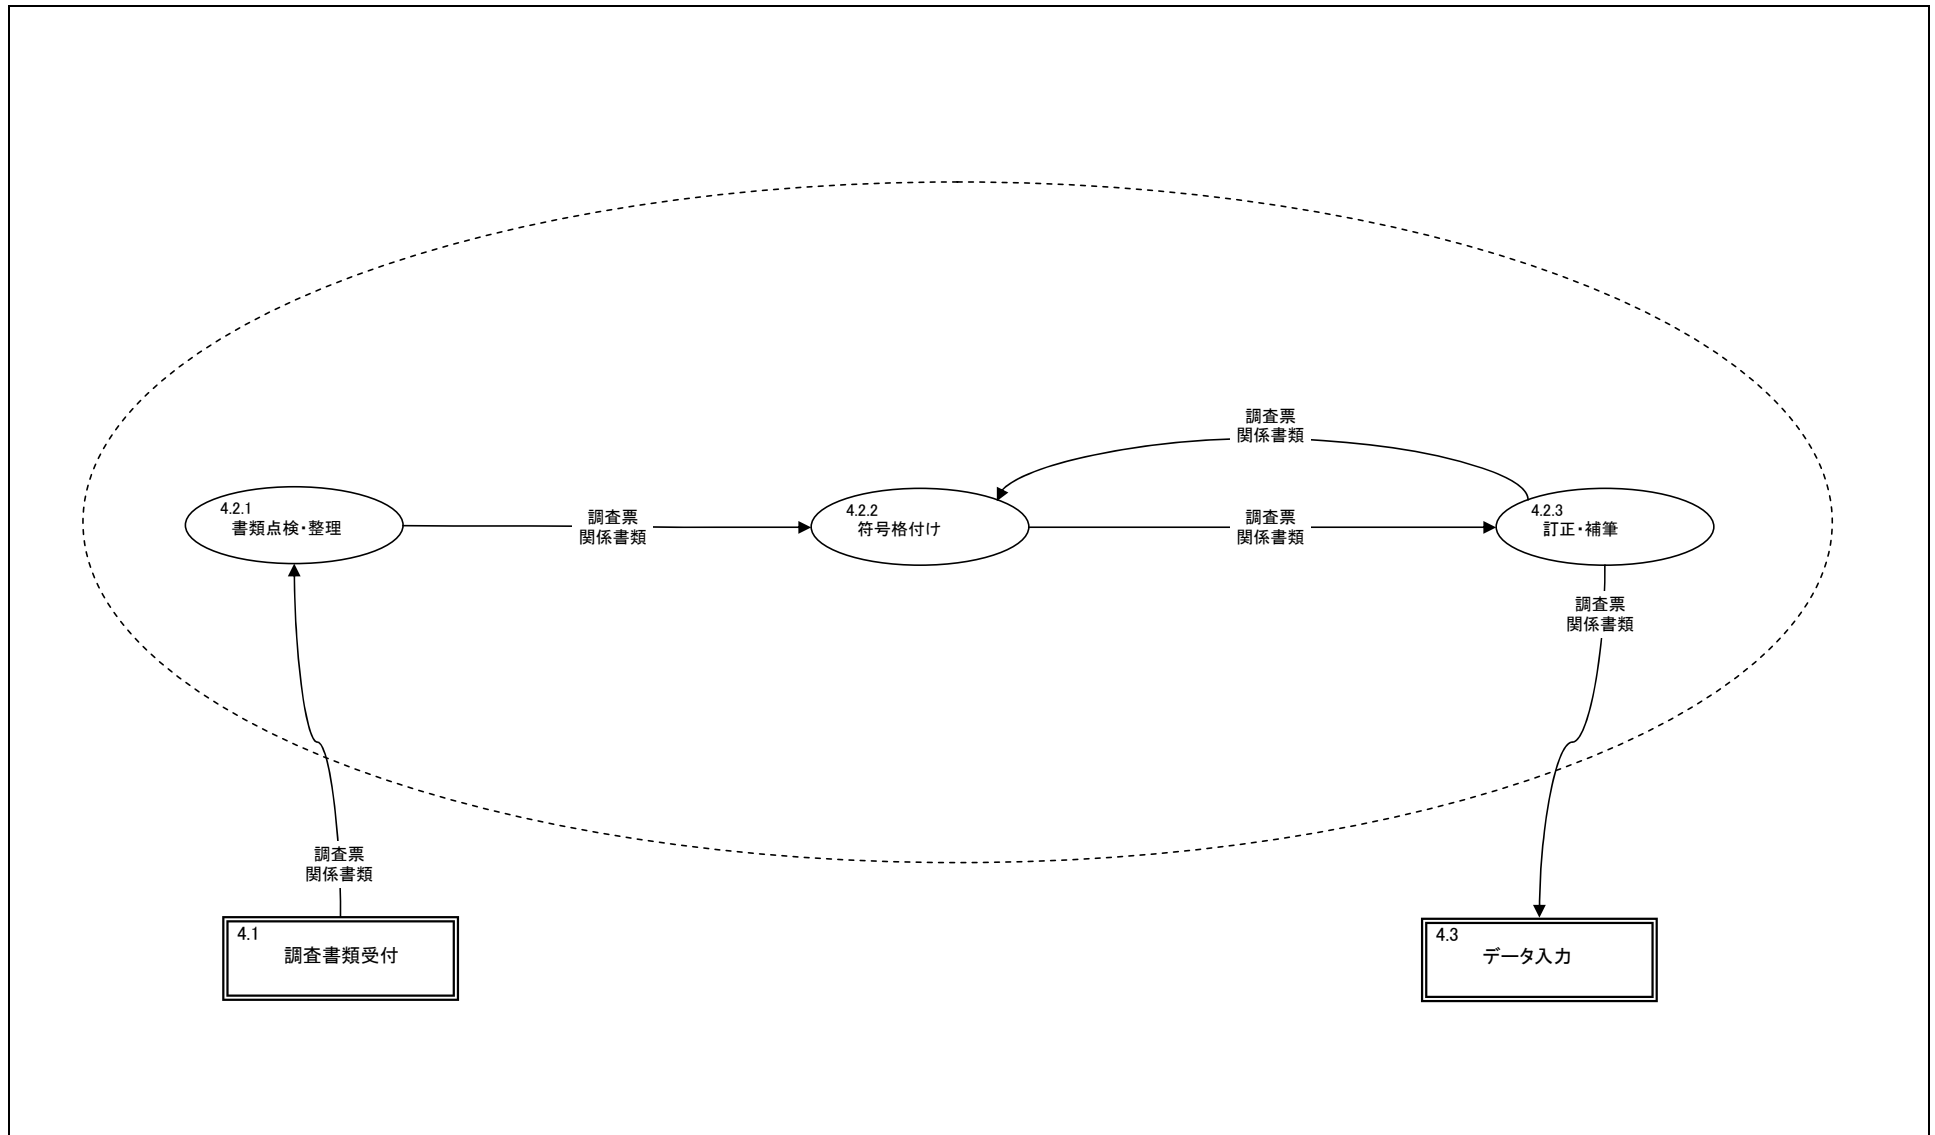 調査票
関係書類
4.2.1
書類点検・整理
調査票
関係書類
4.2.2
符号格付け
調査票
関係書類
4.2.3
訂正・補筆
調査票
関係書類
調査票
関係書類
4.1
調査書類受付
4.3
データ入力